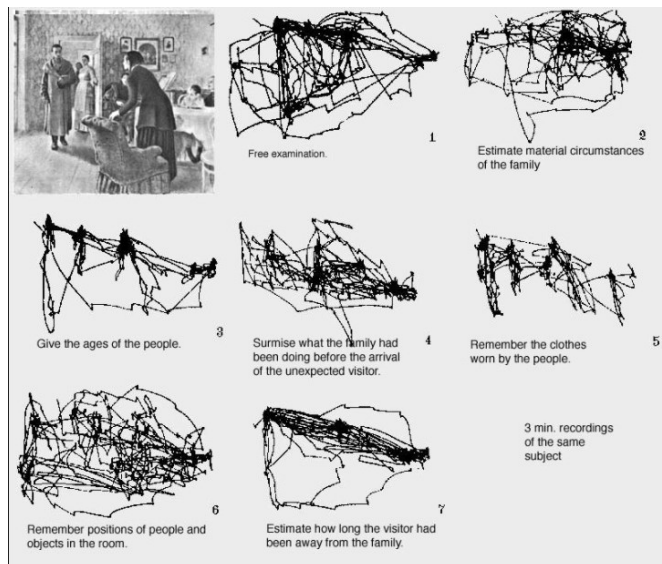 1
Free examination.
2
Estimate material circumstances
of the family
3
Give the ages of the people.
4
Surmise what the family had
been doing before the arrival
of the unexpected visitor.
5
Remember the clothes
worn by the people.
6
Remember positions of people and
objects in the room.
7
Estimate how long the visitor had
been away from the family.
3 min. recordings
of the same
subject